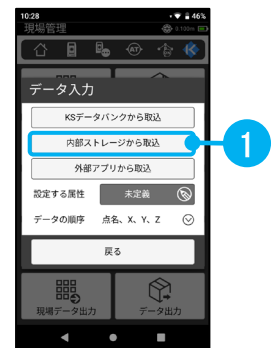 10:28
46%
現場管理
0.100m
AT
データ入力
KSデータバンクから取込
内部ストレージから取込
1
外部アプリから取込
設定する属性 未定義
データの順序 点名、X、Y、Z
戻る
現場データ出力 データ出力